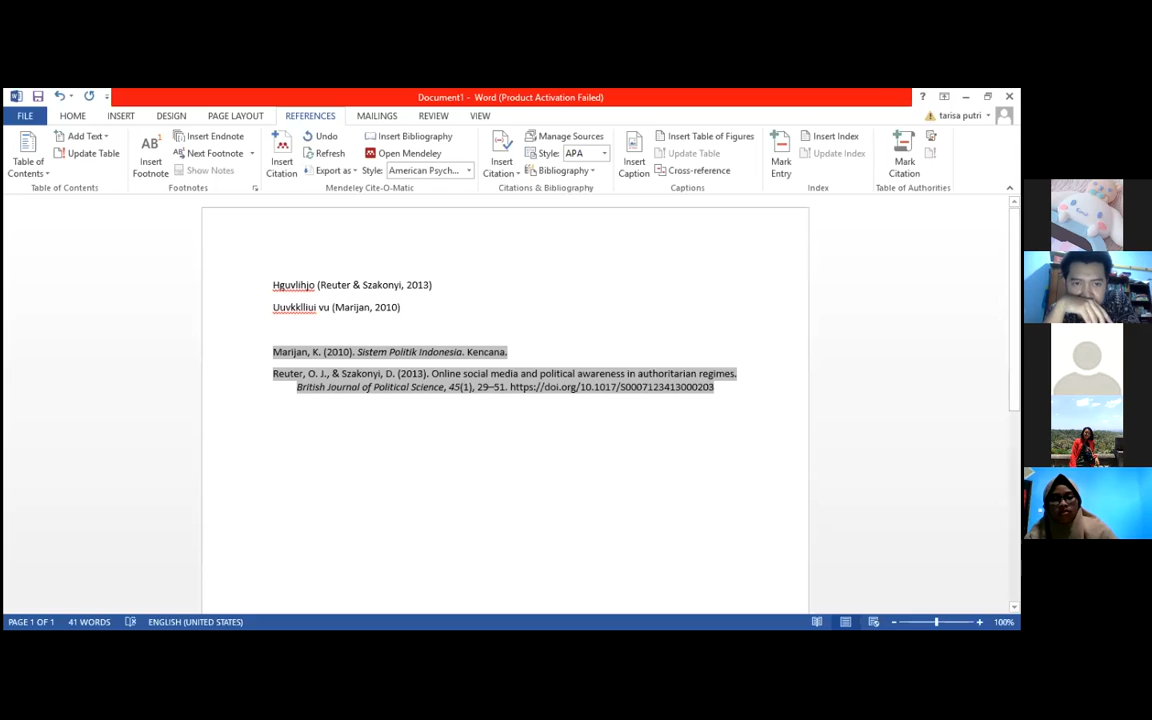 Document1 - Word (Product Activation Failed)
FILE HOME INSERT DESIGN PAGE LAYOUT REFERENCES MAILINGS REVIEW VIEW tarisa putri
Table of Contents
Add Text
Update Table
Table of Contents
AB¹ Insert Footnote
Insert Endnote
Next Footnote
Show Notes
Footnotes
Insert Citation
Undo
Refresh
Export as
Insert Bibliography
Open Mendeley
Style: American Psych...
Mendeley Cite-O-Matic
Insert Citation
Manage Sources
Style: APA
Bibliography
Citations & Bibliography
Insert Caption
Insert Table of Figures
Update Table
Cross-reference
Captions
Mark Entry
Insert Index
Update Index
Index
Mark Citation
Table of Authorities
Hguvlihjo (Reuter & Szakonyi, 2013)
Uuvkklliui vu (Marijan, 2010)
Marijan, K. (2010). Sistem Politik Indonesia. Kencana.
Reuter, O. J., & Szakonyi, D. (2013). Online social media and political awareness in authoritarian regimes.
British Journal of Political Science, 45(1), 29–51. https://doi.org/10.1017/S0007123413000203
PAGE 1 OF 1 41 WORDS ENGLISH (UNITED STATES) 100%